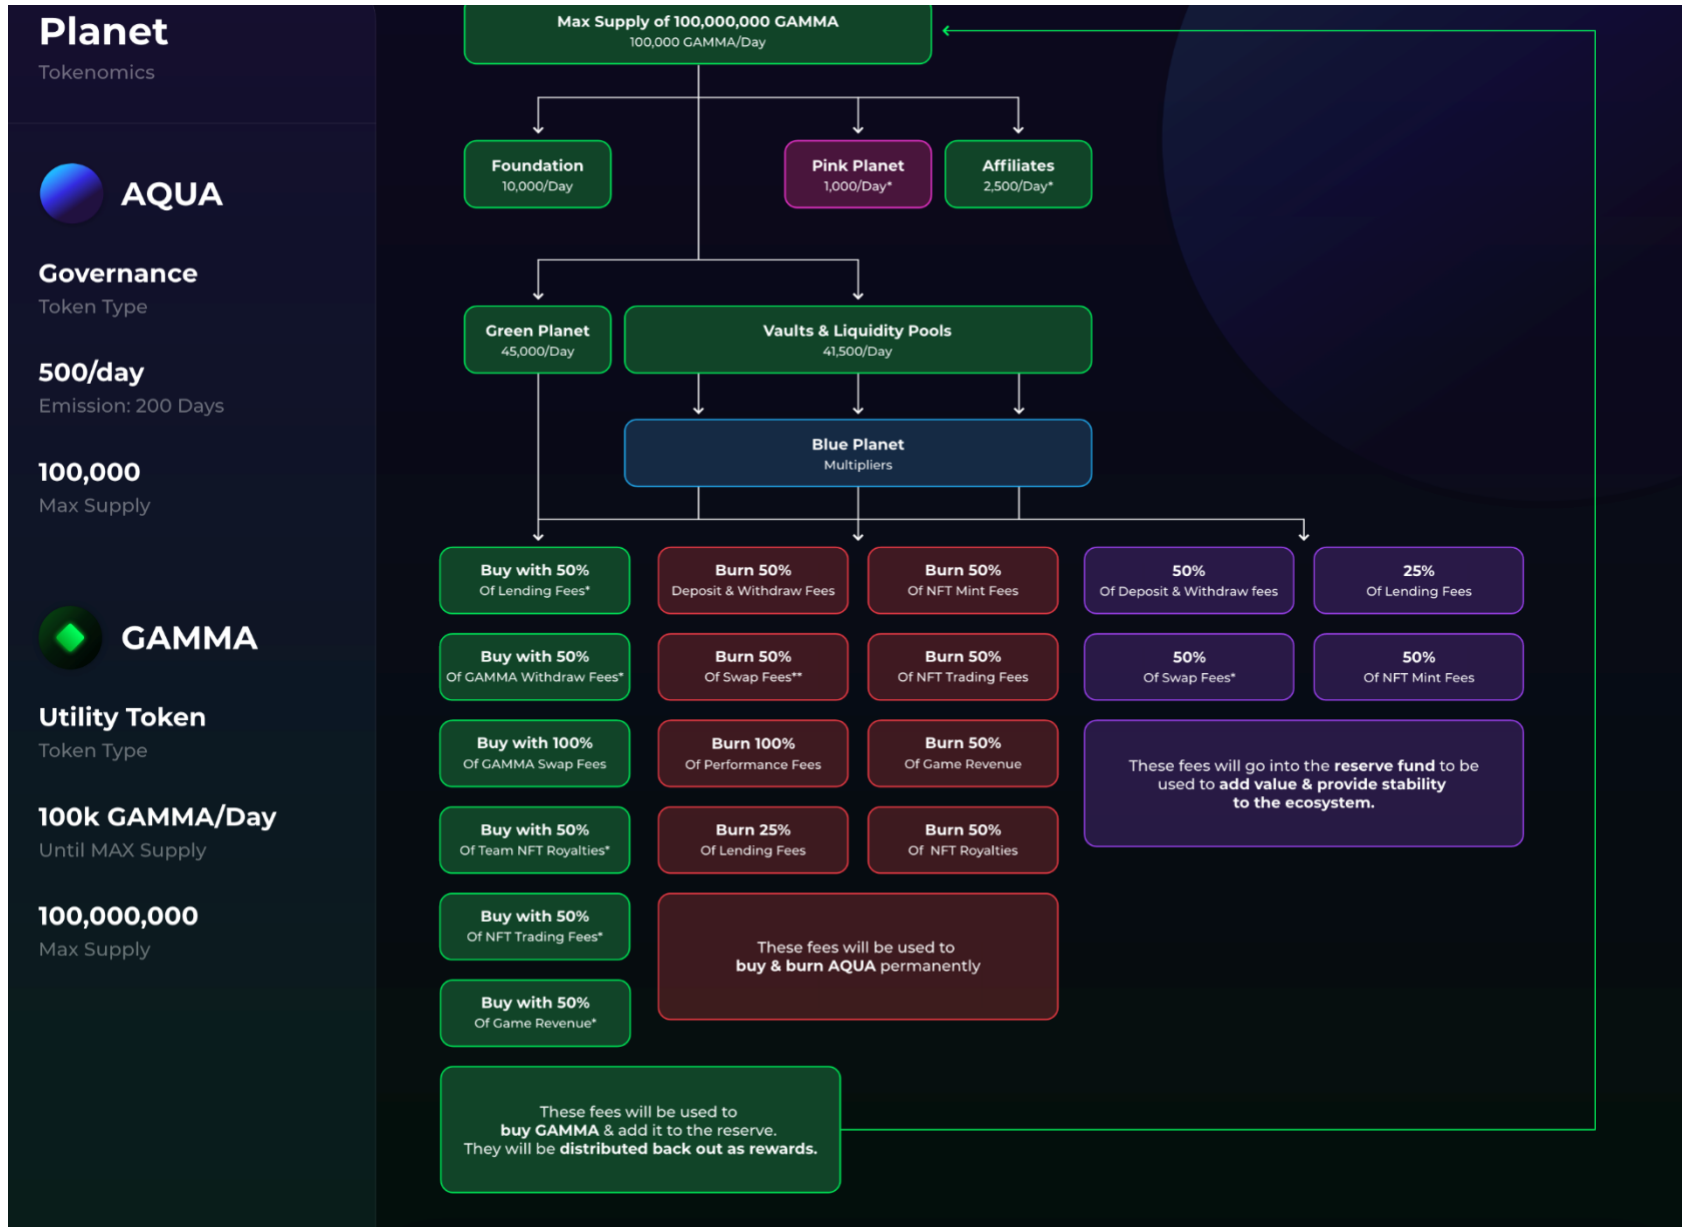 Planet
Tokenomics
AQUA
Governance
Token Type
500/day
Emission: 200 Days
100,000
Max Supply
GAMMA
Utility Token
Token Type
100k GAMMA/Day
Until MAX Supply
100,000,000
Max Supply
Max Supply of 100,000,000 GAMMA
100,000 GAMMA/Day
Foundation
10,000/Day
Pink Planet
1,000/Day*
Affiliates
2,500/Day*
Green Planet
45,000/Day
Vaults & Liquidity Pools
41,500/Day
Blue Planet
Multipliers
Buy with 50%
Of Lending Fees*
Buy with 50%
Of GAMMA Withdraw Fees*
Buy with 100%
Of GAMMA Swap Fees
Buy with 50%
Of Team NFT Royalties*
Buy with 50%
Of NFT Trading Fees*
Buy with 50%
Of Game Revenue*
These fees will be used to
buy GAMMA & add it to the reserve.
They will be distributed back out as rewards.
Burn 50%
Deposit & Withdraw Fees
Burn 50%
Of Swap Fees**
Burn 100%
Of Performance Fees
Burn 25%
Of Lending Fees
Burn 50%
Of NFT Mint Fees
Burn 50%
Of NFT Trading Fees
Burn 50%
Of Game Revenue
Burn 50%
Of NFT Royalties
These fees will be used to
buy & burn AQUA permanently
50%
Of Deposit & Withdraw fees
50%
Of Swap Fees*
25%
Of Lending Fees
50%
Of NFT Mint Fees
These fees will go into the reserve fund to be
used to add value & provide stability
to the ecosystem.